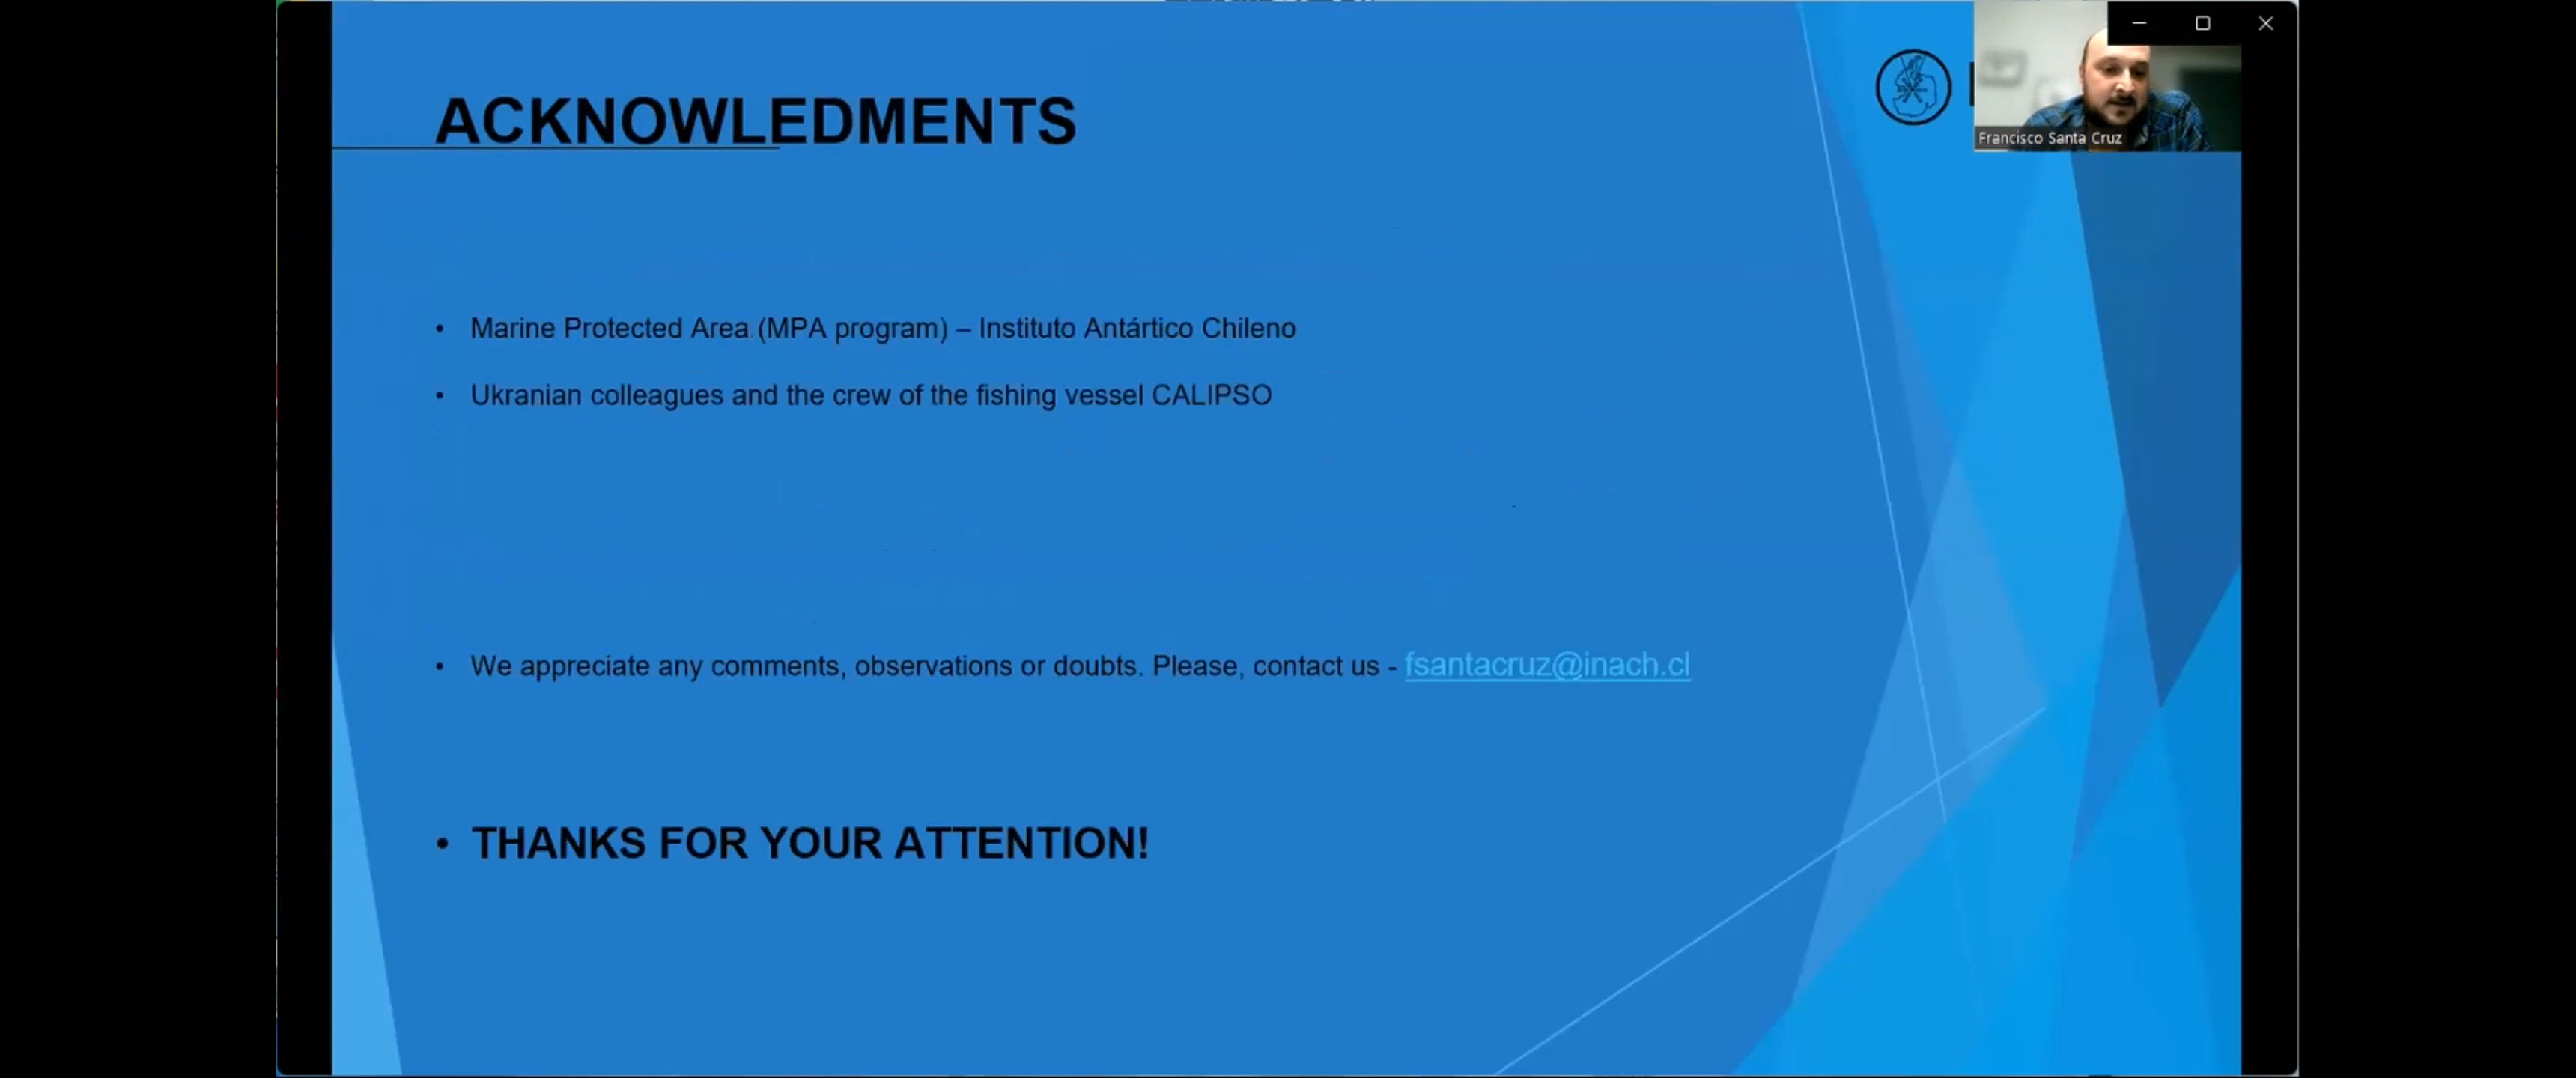 ACKNOWLEDMENTS
Francisco Santa Cruz
• Marine Protected Area (MPA program) – Instituto Antártico Chileno
• Ukranian colleagues and the crew of the fishing vessel CALIPSO
• We appreciate any comments, observations or doubts. Please, contact us - fsantacruz@inach.cl
• THANKS FOR YOUR ATTENTION!